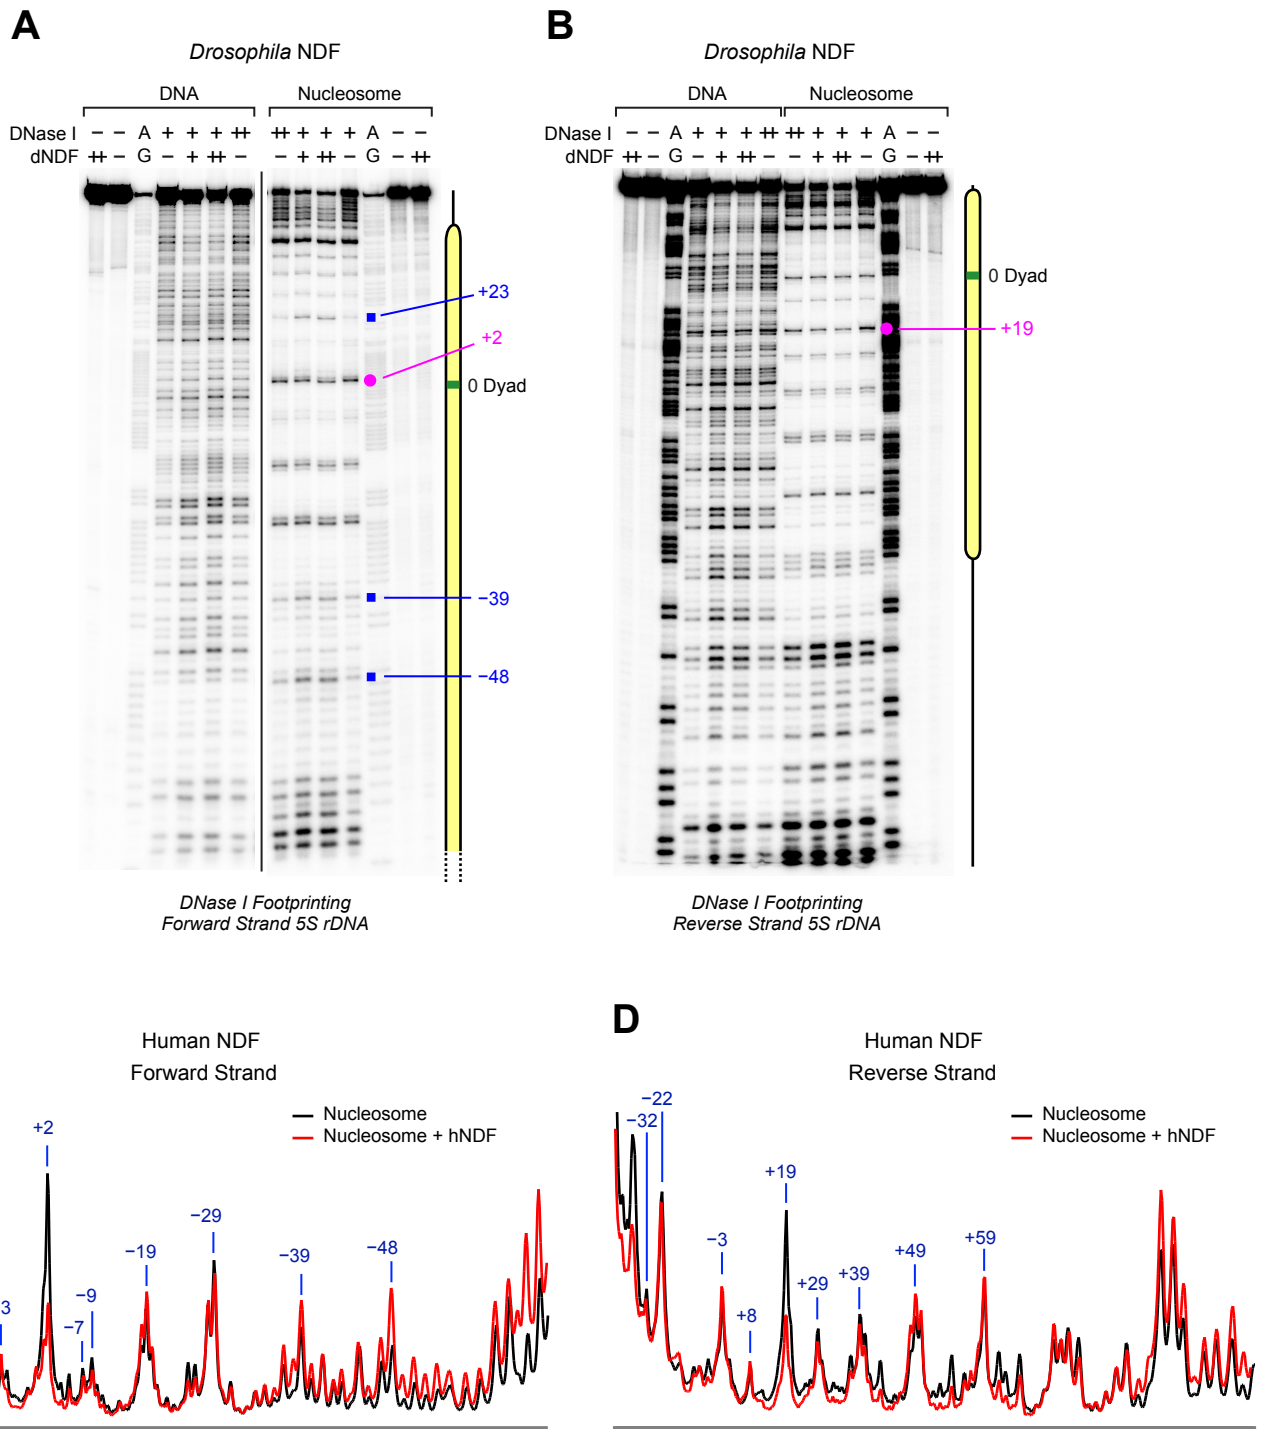 A
Drosophila NDF
DNA Nucleosome
DNase I − − A + + + ++ ++ + + + A − −
dNDF ++ − G − + ++ − − + ++ − G − ++
+23
+2
0 Dyad
−39
−48
DNase I Footprinting
Forward Strand 5S rDNA
B
Drosophila NDF
DNA Nucleosome
DNase I − − A + + + ++ ++ + + + A − −
dNDF ++ − G − + ++ − − + ++ − G − ++
0 Dyad
+19
DNase I Footprinting
Reverse Strand 5S rDNA
Human NDF
Forward Strand
Nucleosome
Nucleosome + hNDF
3
+2
−7
−9
−19
−29
−39
−48
D
Human NDF
Reverse Strand
Nucleosome
Nucleosome + hNDF
−32
−22
−3
+8
+19
+29
+39
+49
+59